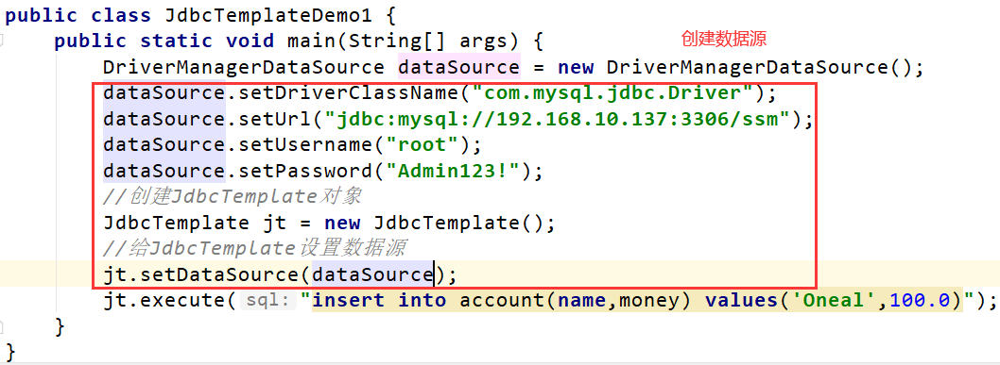 public class JdbcTemplateDemo1 {
public static void main(String[] args) {
创建数据源
DriverManagerDataSource dataSource = new DriverManagerDataSource();
dataSource.setDriverClassName("com.mysql.jdbc.Driver");
dataSource.setUrl("jdbc:mysql://192.168.10.137:3306/ssm");
dataSource.setUsername("root");
dataSource.setPassword("Admin123!");
//创建JdbcTemplate对象
JdbcTemplate jt = new JdbcTemplate();
//给JdbcTemplate设置数据源
jt.setDataSource(dataSource);
jt.execute( sql: "insert into account(name,money) values('Oneal',100.0)");
}
}